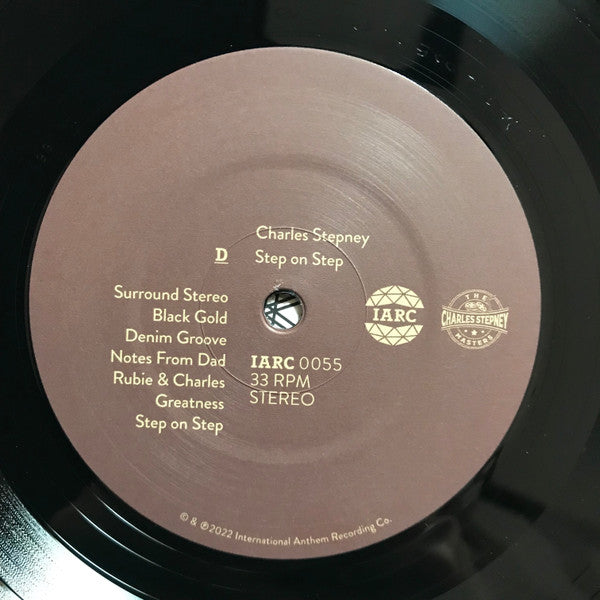 Charles Stepney
D Step on Step
Surround Stereo
Black Gold
Denim Groove
Notes From Dad
Rubie & Charles
Greatness
Step on Step
IARC 0055
33 RPM
STEREO
IARC
THE
CHARLES STEPNEY
MASTERS
© & ℗2022 International Anthem Recording Co.